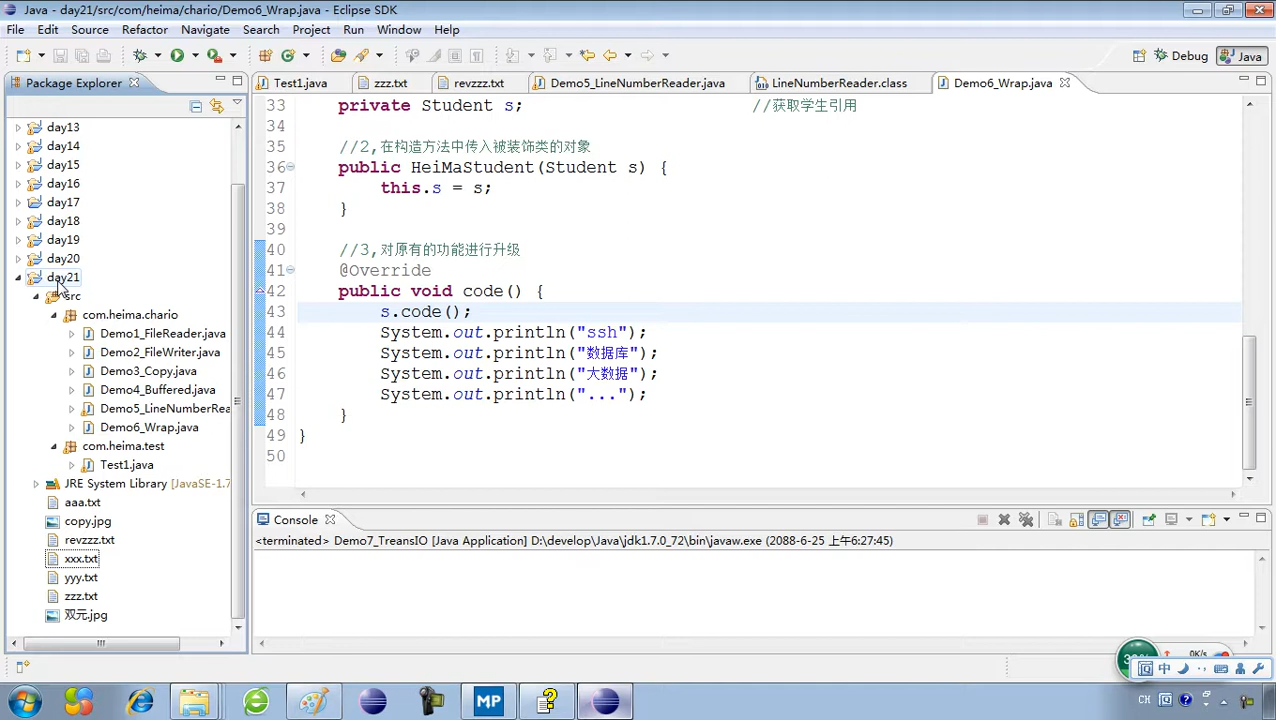 Java - day21/src/com/heima/chario/Demo6_Wrap.java - Eclipse SDK
File Edit Source Refactor Navigate Search Project Run Window Help
Debug Java
Package Explorer
Test1.java zzz.txt revzzz.txt Demo5_LineNumberReader.java LineNumberReader.class Demo6_Wrap.java
day13
day14
day15
day16
day17
day18
day19
day20
day21
src
com.heima.chario
Demo1_FileReader.java
Demo2_FileWriter.java
Demo3_Copy.java
Demo4_Buffered.java
Demo5_LineNumberRea
Demo6_Wrap.java
com.heima.test
Test1.java
JRE System Library [JavaSE-1.7
aaa.txt
copy.jpg
revzzz.txt
xxx.txt
yyy.txt
zzz.txt
双元.jpg
33 private Student s; //获取学生引用
34
35 //2,在构造方法中传入被装饰类的对象
36 public HeiMaStudent(Student s) {
37 this.s = s;
38 }
39
40 //3,对原有的功能进行升级
41 @Override
42 public void code() {
43 s.code();
44 System.out.println("ssh");
45 System.out.println("数据库");
46 System.out.println("大数据");
47 System.out.println("...");
48 }
49 }
50
Console
<terminated> Demo7_TreansIO [Java Application] D:\develop\Java\jdk1.7.0_72\bin\javaw.exe (2088-6-25 上午6:27:45)
0K/s
中
MP
CH